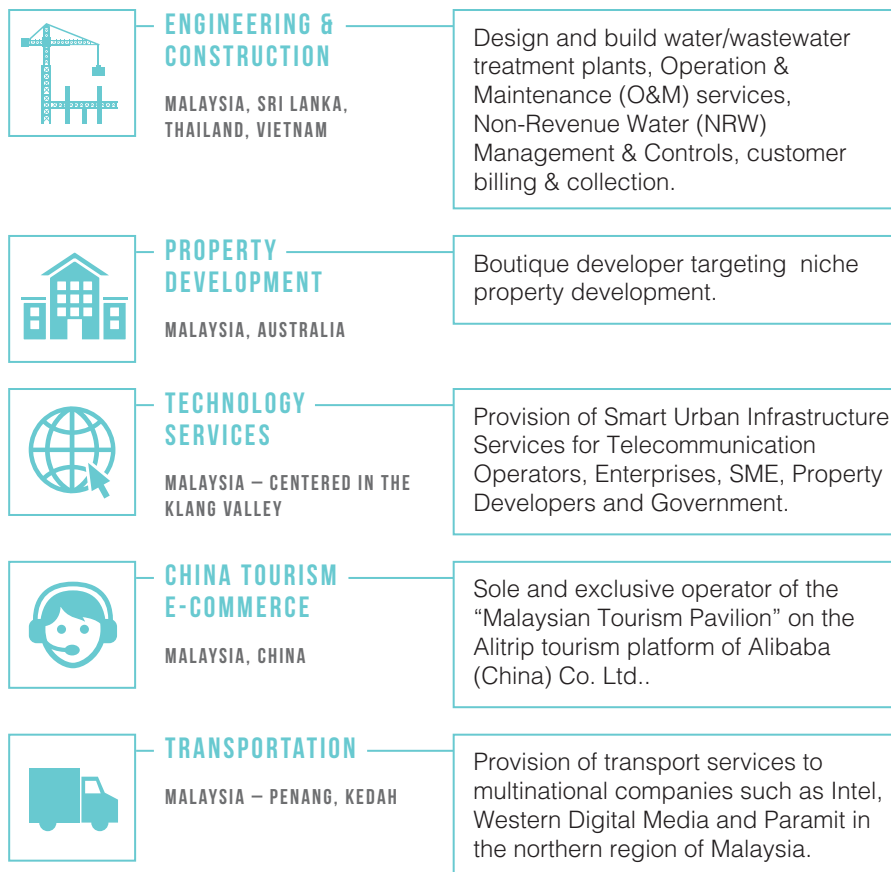 ENGINEERING &
CONSTRUCTION
MALAYSIA, SRI LANKA,
THAILAND, VIETNAM
Design and build water/wastewater
treatment plants, Operation &
Maintenance (O&M) services,
Non-Revenue Water (NRW)
Management & Controls, customer
billing & collection.
PROPERTY
DEVELOPMENT
MALAYSIA, AUSTRALIA
Boutique developer targeting niche
property development.
TECHNOLOGY
SERVICES
MALAYSIA – CENTERED IN THE
KLANG VALLEY
Provision of Smart Urban Infrastructure
Services for Telecommunication
Operators, Enterprises, SME, Property
Developers and Government.
CHINA TOURISM
E-COMMERCE
MALAYSIA, CHINA
Sole and exclusive operator of the
“Malaysian Tourism Pavilion” on the
Alitrip tourism platform of Alibaba
(China) Co. Ltd..
TRANSPORTATION
MALAYSIA – PENANG, KEDAH
Provision of transport services to
multinational companies such as Intel,
Western Digital Media and Paramit in
the northern region of Malaysia.